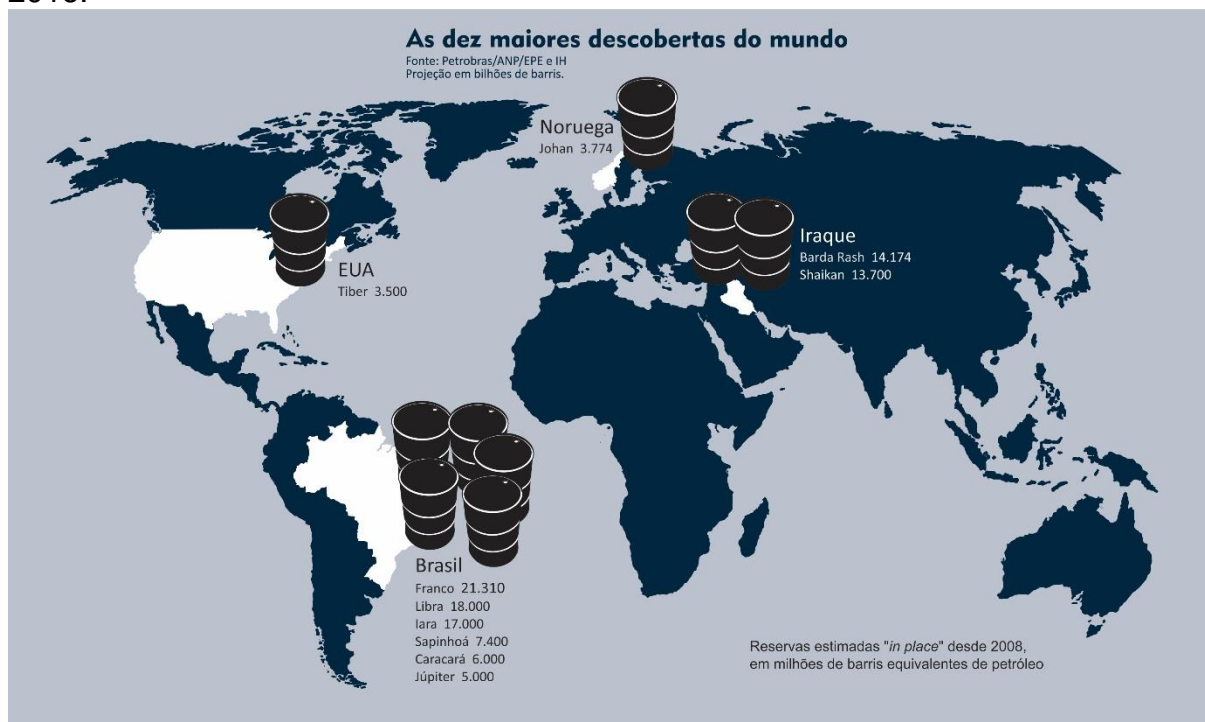 As dez maiores descobertas do mundo
Fonte: Petrobras/ANP/EPE e IH
Projeção em bilhões de barris.
Noruega
Johan 3.774
EUA
Tiber 3.500
Iraque
Barda Rash 14.174
Shaikan 13.700
Brasil
Franco 21.310
Libra 18.000
Iara 17.000
Sapinhoá 7.400
Caracará 6.000
Júpiter 5.000
Reservas estimadas "in place" desde 2008,
em milhões de barris equivalentes de petróleo